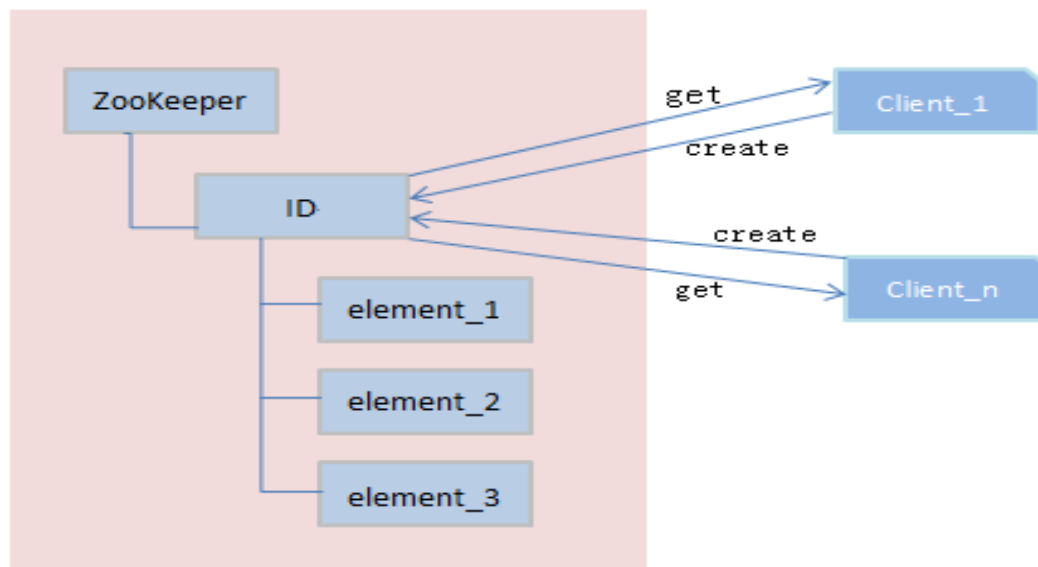 ZooKeeper
get
Client_1
create
ID
create
get
Client_n
element_1
element_2
element_3